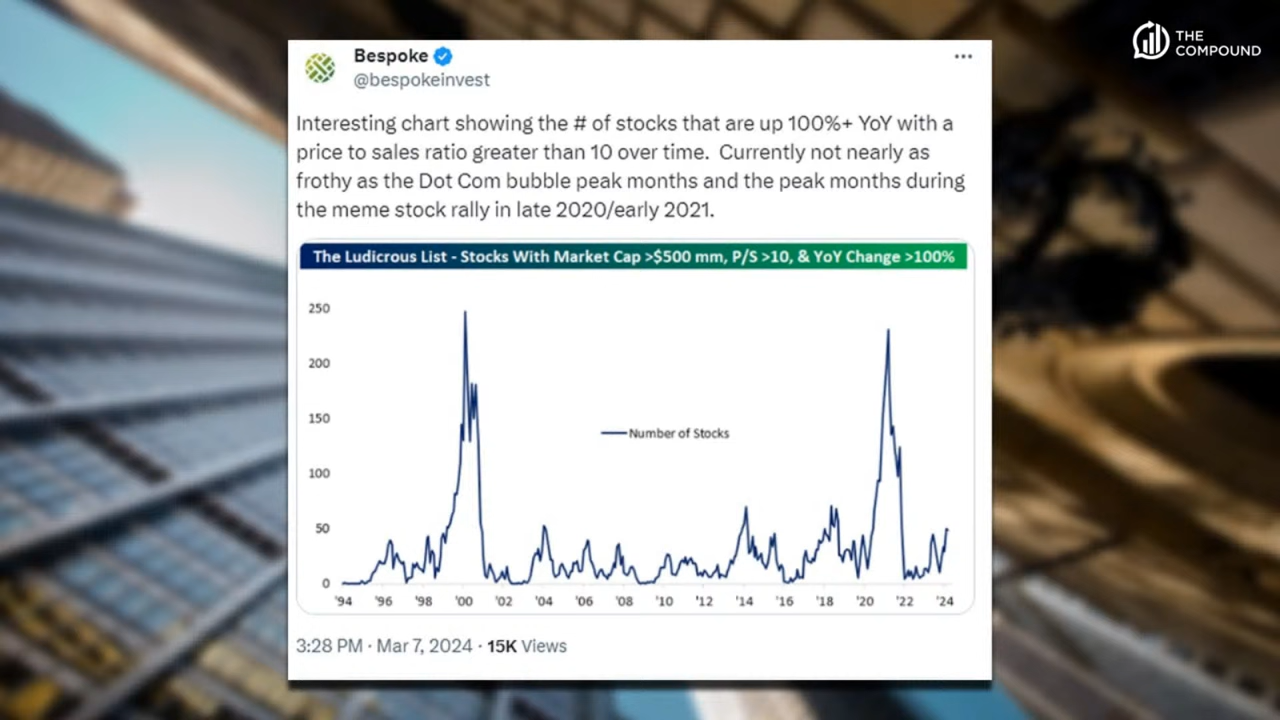 THE
COMPOUND
Bespoke
@bespokeinvest
Interesting chart showing the # of stocks that are up 100%+ YoY with a
price to sales ratio greater than 10 over time.  Currently not nearly as
frothy as the Dot Com bubble peak months and the peak months during
the meme stock rally in late 2020/early 2021.
The Ludicrous List - Stocks With Market Cap >$500 mm, P/S >10, & YoY Change >100%
250
200
150
100
50
0
Number of Stocks
'94 '96 '98 '00 '02 '04 '06 '08 '10 '12 '14 '16 '18 '20 '22 '24
3:28 PM · Mar 7, 2024 · 15K Views